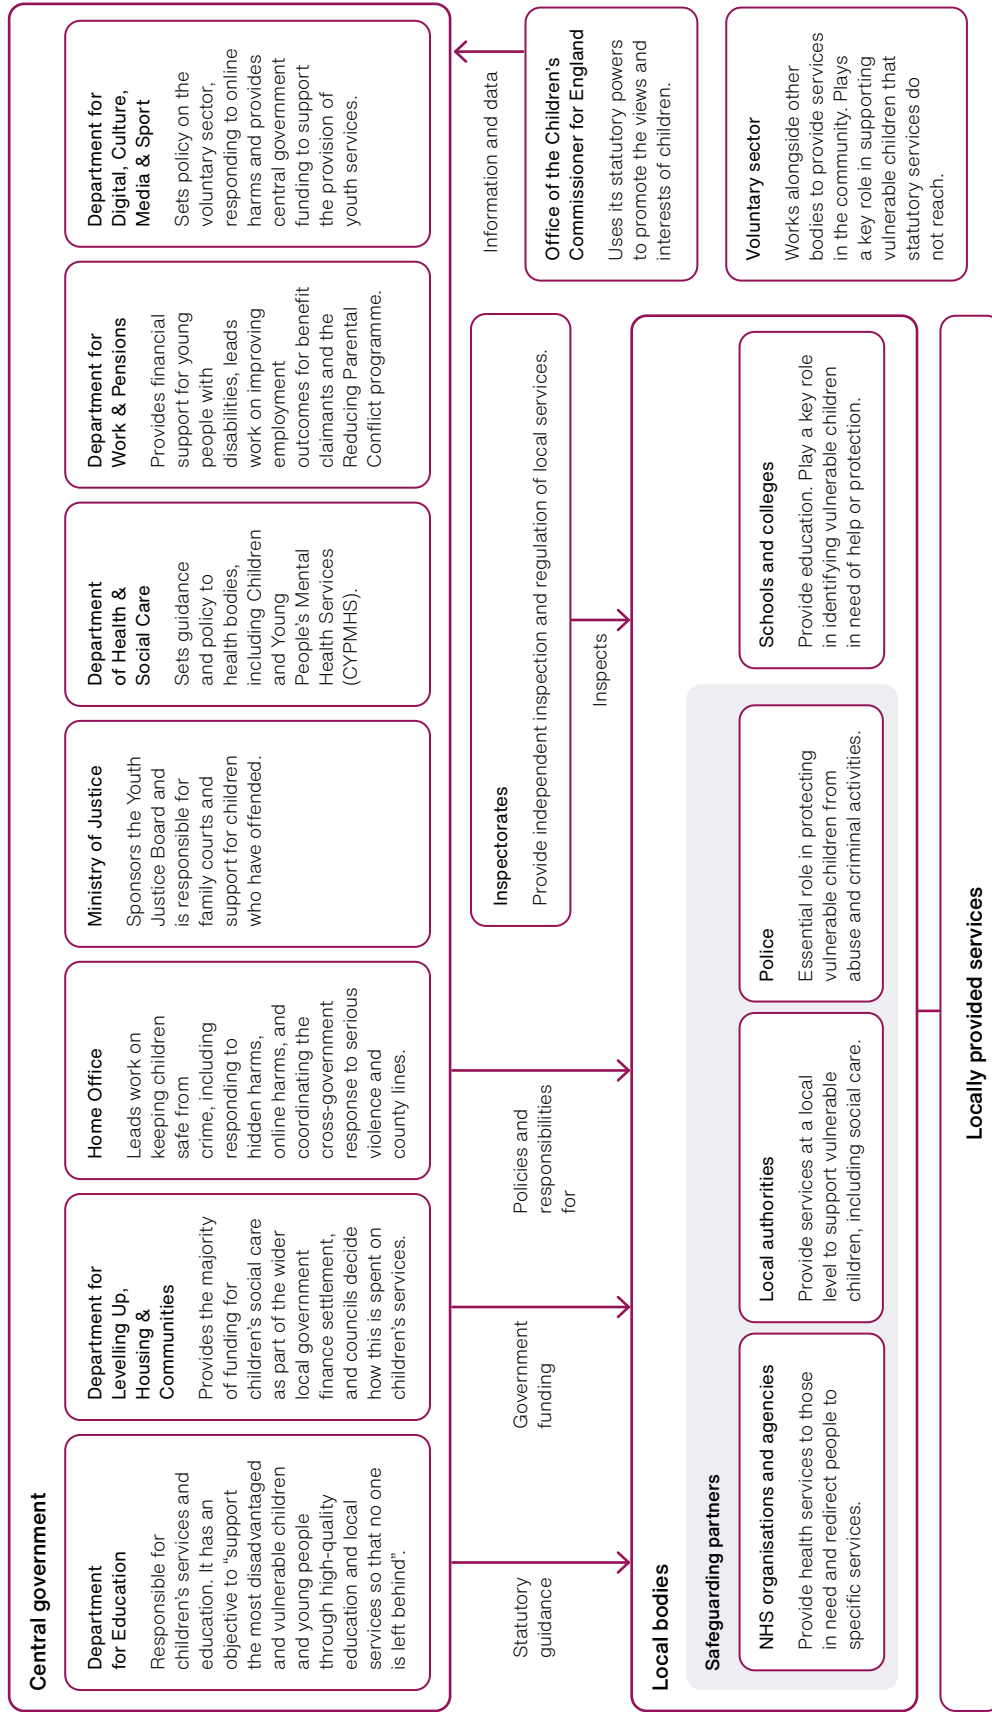 Central government
Department
for Education
Responsible for
children’s services and
education. It has an
objective to “support
the most disadvantaged
and vulnerable children
and young people
through high-quality
education and local
services so that no one
is left behind”.
Department for
Levelling Up,
Housing &
Communities
Provides the majority
of funding for
children’s social care
as part of the wider
local government
finance settlement,
and councils decide
how this is spent on
children’s services.
Home Office
Leads work on
keeping children
safe from
crime, including
responding to
hidden harms,
online harms, and
coordinating the
cross-government
response to serious
violence and
county lines.
Ministry of Justice
Sponsors the Youth
Justice Board and
is responsible for
family courts and
support for children
who have offended.
Department
of Health &
Social Care
Sets guidance
and policy to
health bodies,
including Children
and Young
People’s Mental
Health Services
(CYPMHS).
Department for
Work & Pensions
Provides financial
support for young
people with
disabilities, leads
work on improving
employment
outcomes for benefit
claimants and the
Reducing Parental
Conflict programme.
Department for
Digital, Culture,
Media & Sport
Sets policy on the
voluntary sector,
responding to online
harms and provides
central government
funding to support
the provision of
youth services.
Statutory
guidance
Government
funding
Policies and
responsibilities
for
Inspectorates
Provide independent inspection and regulation of local services.
Inspects
Information and data
Office of the Children’s
Commissioner for England
Uses its statutory powers
to promote the views and
interests of children.
Local bodies
Safeguarding partners
NHS organisations and agencies
Provide health services to those
in need and redirect people to
specific services.
Local authorities
Provide services at a local
level to support vulnerable
children, including social care.
Police
Essential role in protecting
vulnerable children from
abuse and criminal activities.
Schools and colleges
Provide education. Play a key role
in identifying vulnerable children
in need of help or protection.
Voluntary sector
Works alongside other
bodies to provide services
in the community. Plays
a key role in supporting
vulnerable children that
statutory services do
not reach.
Locally provided services